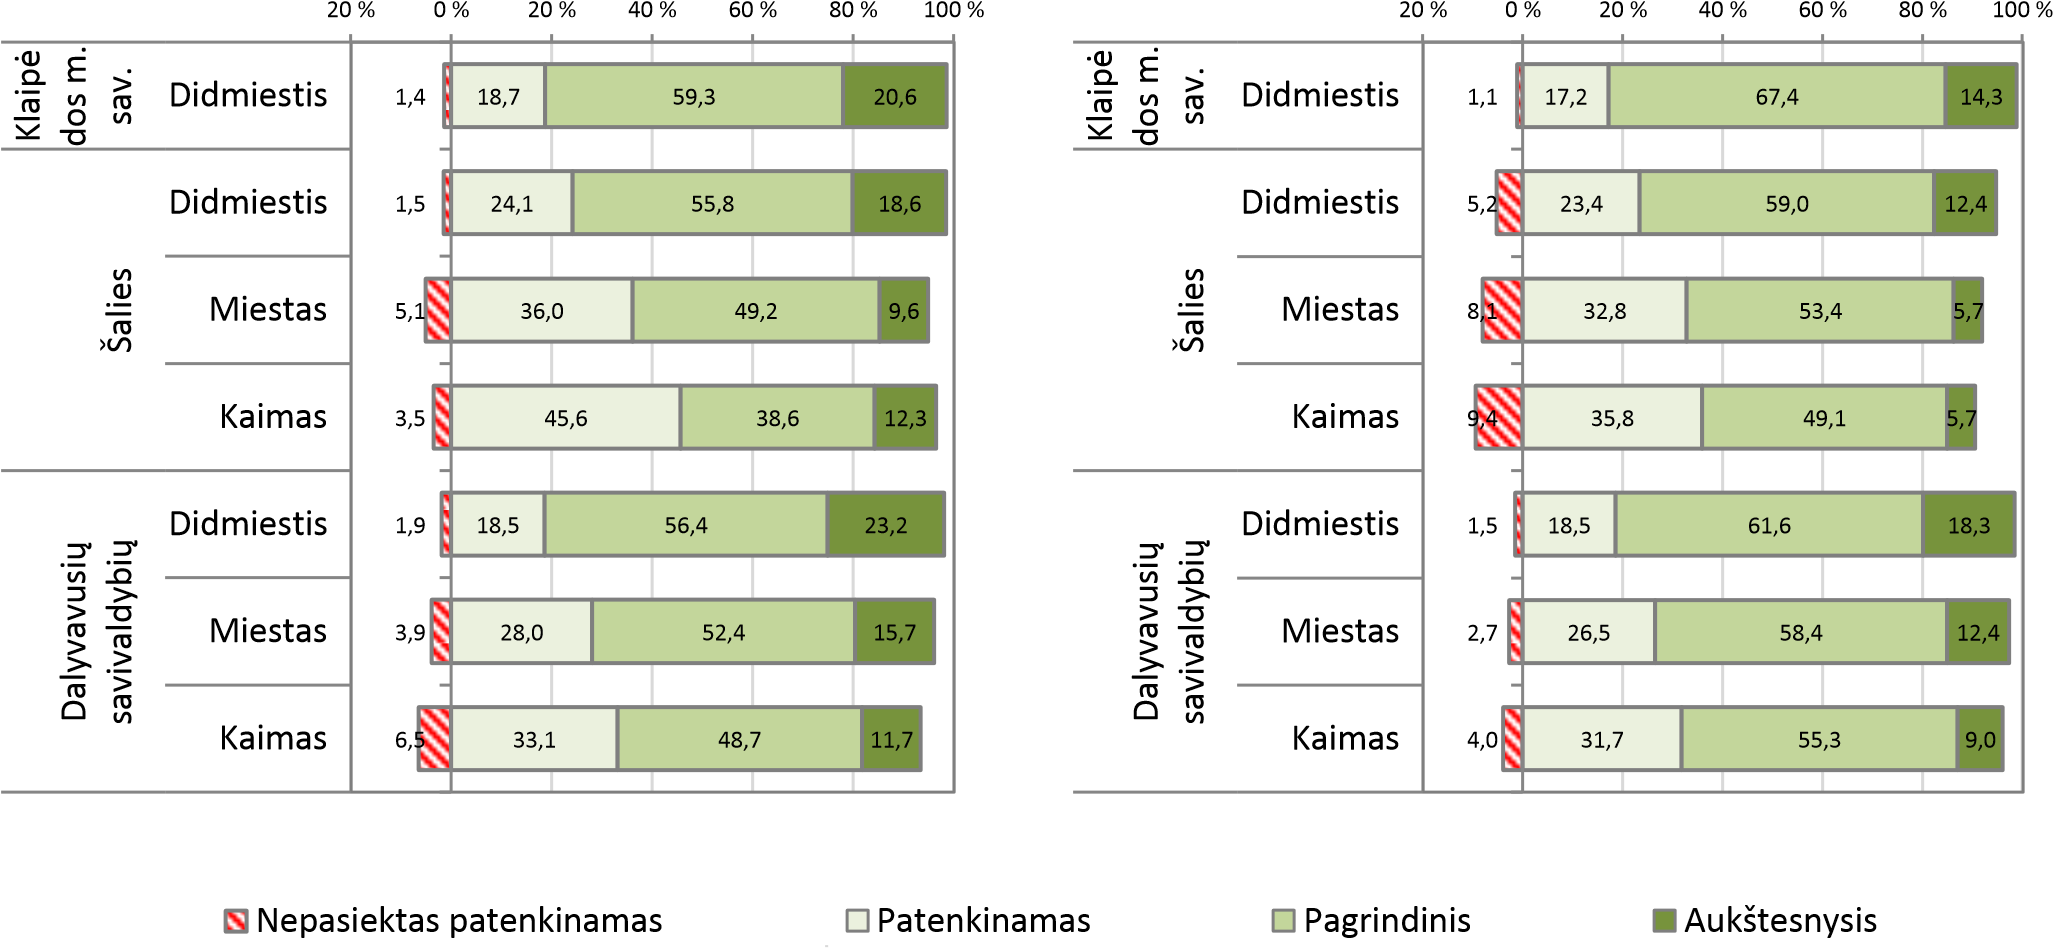 20 % 0 % 20 % 40 % 60 % 80 % 100 %
Klaipė
dos m.
sav.
Didmiestis 1,4 18,7 59,3 20,6
Šalies
Didmiestis 1,5 24,1 55,8 18,6
Miestas 5,1 36,0 49,2 9,6
Kaimas 3,5 45,6 38,6 12,3
Dalyvavusių
savivaldybių
Didmiestis 1,9 18,5 56,4 23,2
Miestas 3,9 28,0 52,4 15,7
Kaimas 6,5 33,1 48,7 11,7
20 % 0 % 20 % 40 % 60 % 80 % 100 %
Klaipė
dos m.
sav.
Didmiestis 1,1 17,2 67,4 14,3
Šalies
Didmiestis 5,2 23,4 59,0 12,4
Miestas 8,1 32,8 53,4 5,7
Kaimas 9,4 35,8 49,1 5,7
Dalyvavusių
savivaldybių
Didmiestis 1,5 18,5 61,6 18,3
Miestas 2,7 26,5 58,4 12,4
Kaimas 4,0 31,7 55,3 9,0
Nepasiektas patenkinamas Patenkinamas Pagrindinis Aukštesnysis